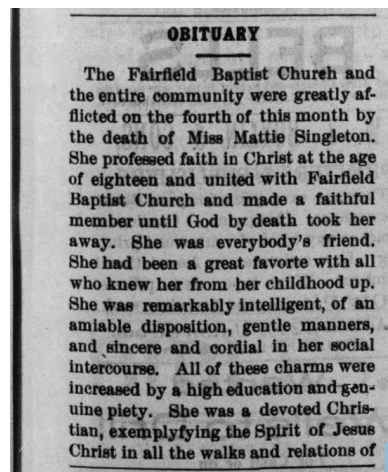 OBITUARY
The Fairfield Baptist Church and
the entire community were greatly af-
flicted on the fourth of this month by
the death of Miss Mattie Singleton.
She professed faith in Christ at the age
of eighteen and united with Fairfield
Baptist Church and made a faithful
member until God by death took her
away. She was everybody's friend.
She had been a great favorte with all
who knew her from her childhood up.
She was remarkably intelligent, of an
amiable disposition, gentle manners,
and sincere and cordial in her social
intercourse. All of these charms were
increased by a high education and gen-
uine piety. She was a devoted Chris-
tian, exemplyfying the Spirit of Jesus
Christ in all the walks and relations of